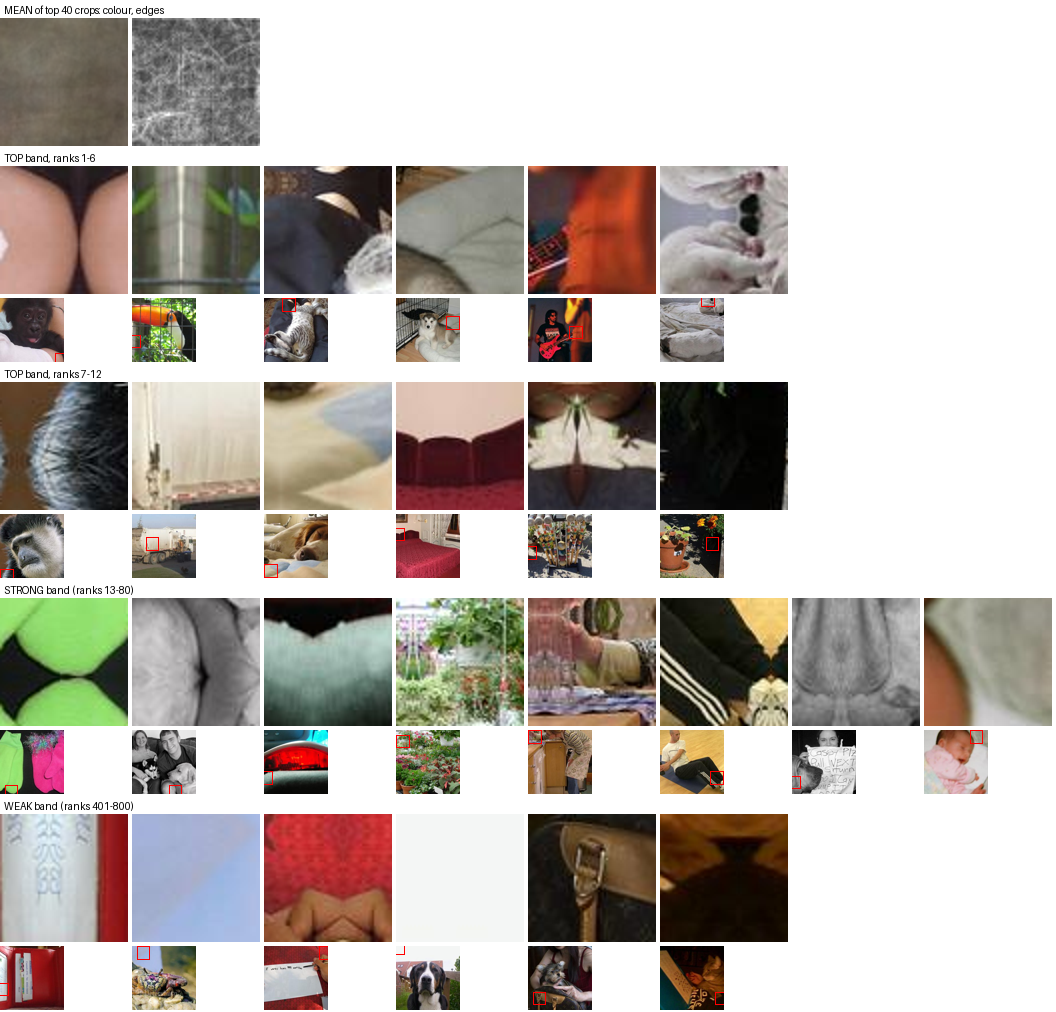 MEAN of top 40 crops: colour, edges
TOP band, ranks 1-6
TOP band, ranks 7-12
STRONG band (ranks 13-80)
WEAK band (ranks 401-800)